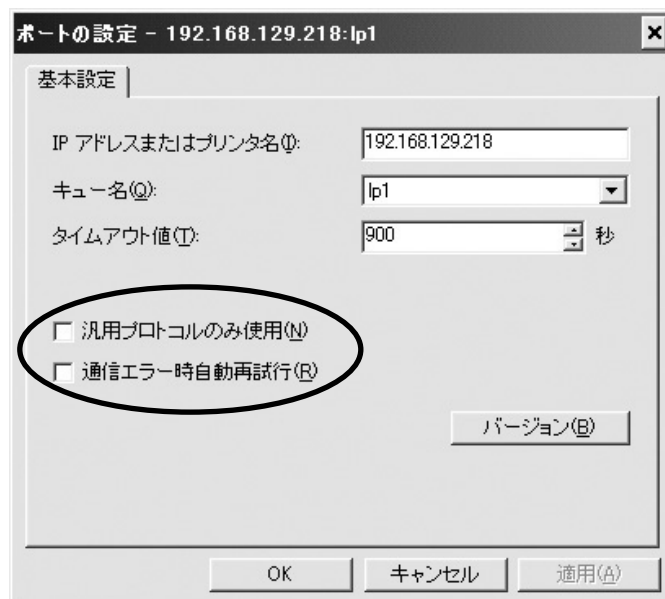 ポートの設定 - 192.168.129.218:lp1
基本設定
IP アドレスまたはプリンタ名(I):
192.168.129.218
キュー名(Q):
lp1
タイムアウト値(T):
900
秒
汎用プロトコルのみ使用(N)
通信エラー時自動再試行(R)
バージョン(B)
OK
キャンセル
適用(A)